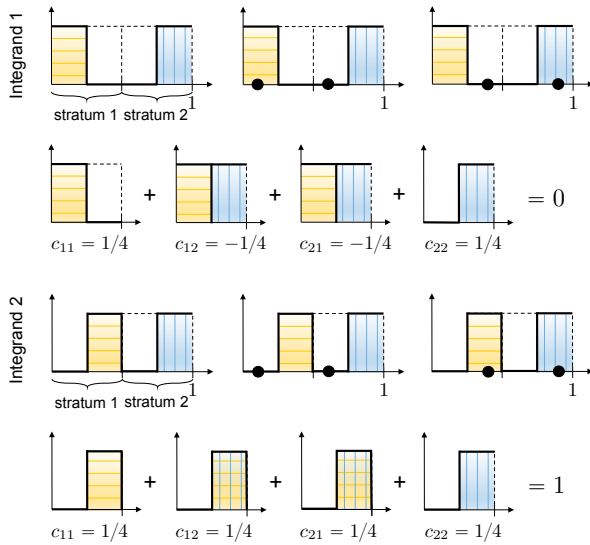 Integrand 1
stratum 1 stratum 2 1 1 1
+ + + = 0
c₁₁ = 1/4 c₁₂ = −1/4 c₂₁ = −1/4 c₂₂ = 1/4
Integrand 2
stratum 1 stratum 2 1 1 1
+ + + = 1
c₁₁ = 1/4 c₁₂ = 1/4 c₂₁ = 1/4 c₂₂ = 1/4